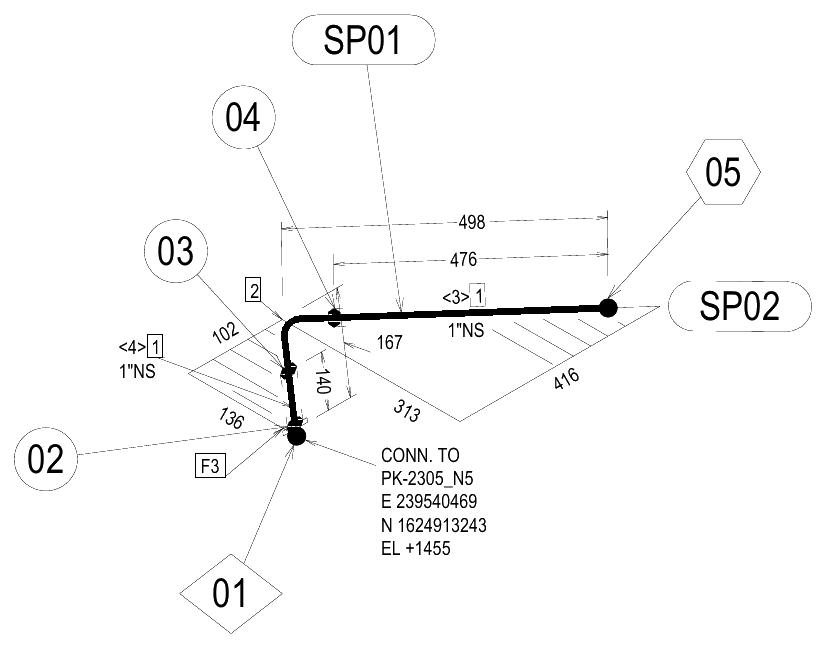 SP01
04
05
498
03
476
2
<3> 1
SP02
102
1"NS
167
<4> 1
1"NS
140
416
136
313
02
F3
CONN. TO
PK-2305_N5
E 239540469
N 1624913243
EL +1455
01